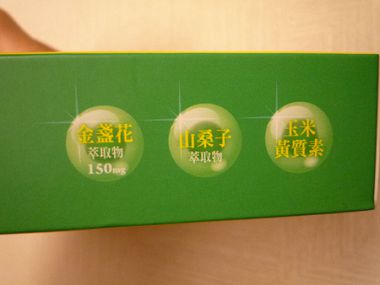 金盞花
萃取物
150mg
山桑子
萃取物
玉米
黃質素